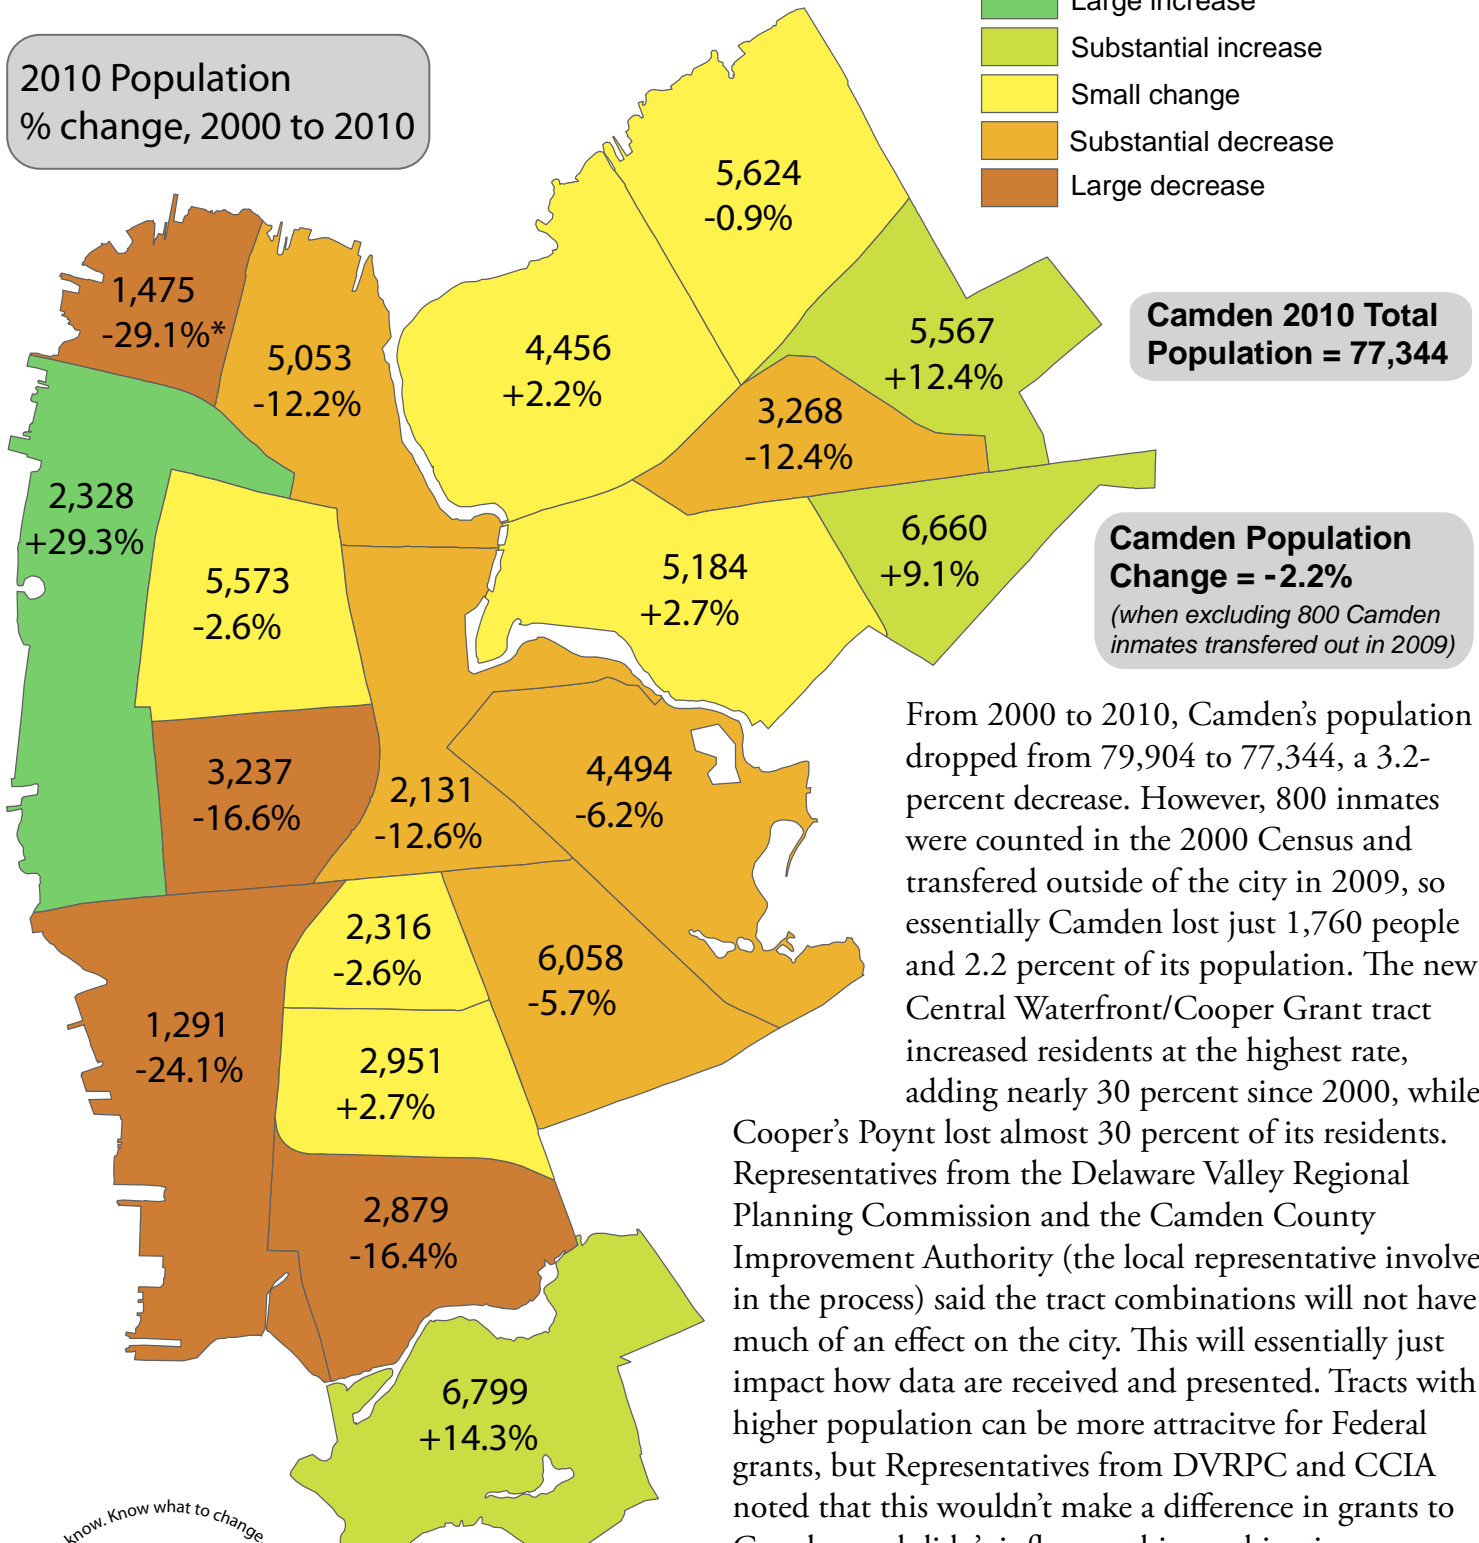 Large increase
Substantial increase
Small change
Substantial decrease
Large decrease
2010 Population
% change, 2000 to 2010
5,624
-0.9%
1,475
-29.1%*
5,053
-12.2%
4,456
+2.2%
5,567
+12.4%
3,268
-12.4%
Camden 2010 Total
Population = 77,344
2,328
+29.3%
5,573
-2.6%
5,184
+2.7%
6,660
+9.1%
Camden Population
Change = -2.2%
(when excluding 800 Camden
inmates transfered out in 2009)
3,237
-16.6%
2,131
-12.6%
4,494
-6.2%
2,316
-2.6%
6,058
-5.7%
1,291
-24.1%
2,951
+2.7%
2,879
-16.4%
6,799
+14.3%
From 2000 to 2010, Camden's population
dropped from 79,904 to 77,344, a 3.2-
percent decrease. However, 800 inmates
were counted in the 2000 Census and
transfered outside of the city in 2009, so
essentially Camden lost just 1,760 people
and 2.2 percent of its population. The new
Central Waterfront/Cooper Grant tract
increased residents at the highest rate,
adding nearly 30 percent since 2000, while
Cooper's Poynt lost almost 30 percent of its residents.
Representatives from the Delaware Valley Regional
Planning Commission and the Camden County
Improvement Authority (the local representative involve
in the process) said the tract combinations will not have
much of an effect on the city. This will essentially just
impact how data are received and presented. Tracts with
higher population can be more attracitve for Federal
grants, but Representatives from DVRPC and CCIA
noted that this wouldn't make a difference in grants to
know. Know what to change.